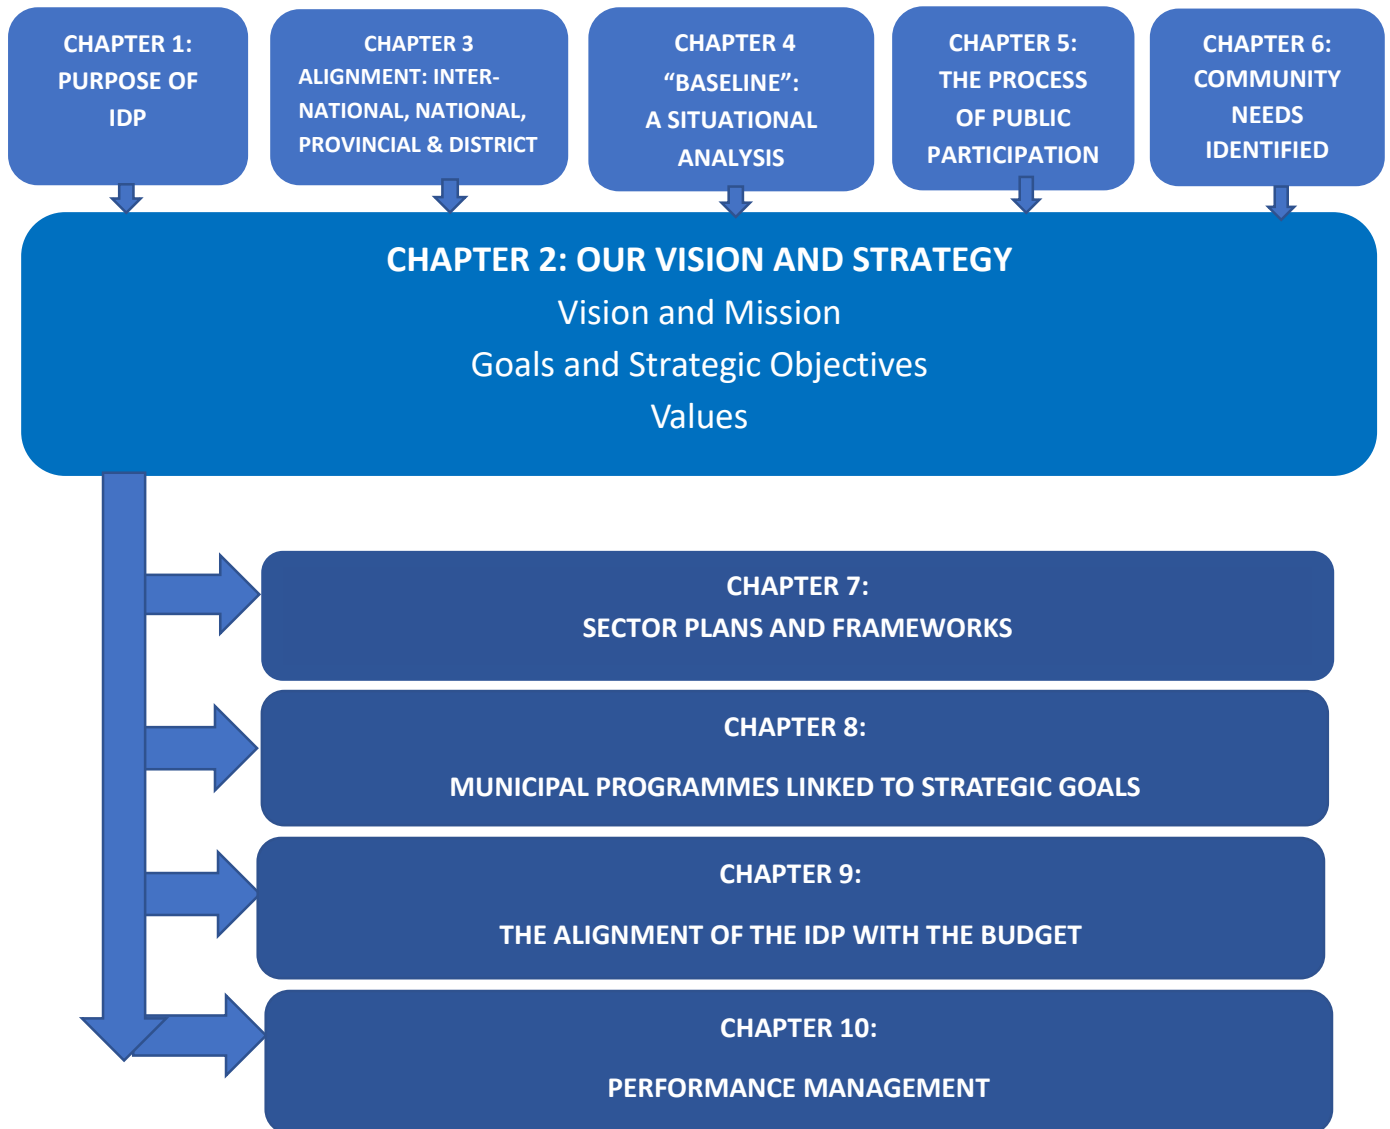 CHAPTER 1:
PURPOSE OF
IDP
CHAPTER 3
ALIGNMENT: INTER-
NATIONAL, NATIONAL,
PROVINCIAL & DISTRICT
CHAPTER 4
“BASELINE”:
A SITUATIONAL
ANALYSIS
CHAPTER 5:
THE PROCESS
OF PUBLIC
PARTICIPATION
CHAPTER 6:
COMMUNITY
NEEDS
IDENTIFIED
CHAPTER 2: OUR VISION AND STRATEGY
Vision and Mission
Goals and Strategic Objectives
Values
CHAPTER 7:
SECTOR PLANS AND FRAMEWORKS
CHAPTER 8:
MUNICIPAL PROGRAMMES LINKED TO STRATEGIC GOALS
CHAPTER 9:
THE ALIGNMENT OF THE IDP WITH THE BUDGET
CHAPTER 10:
PERFORMANCE MANAGEMENT